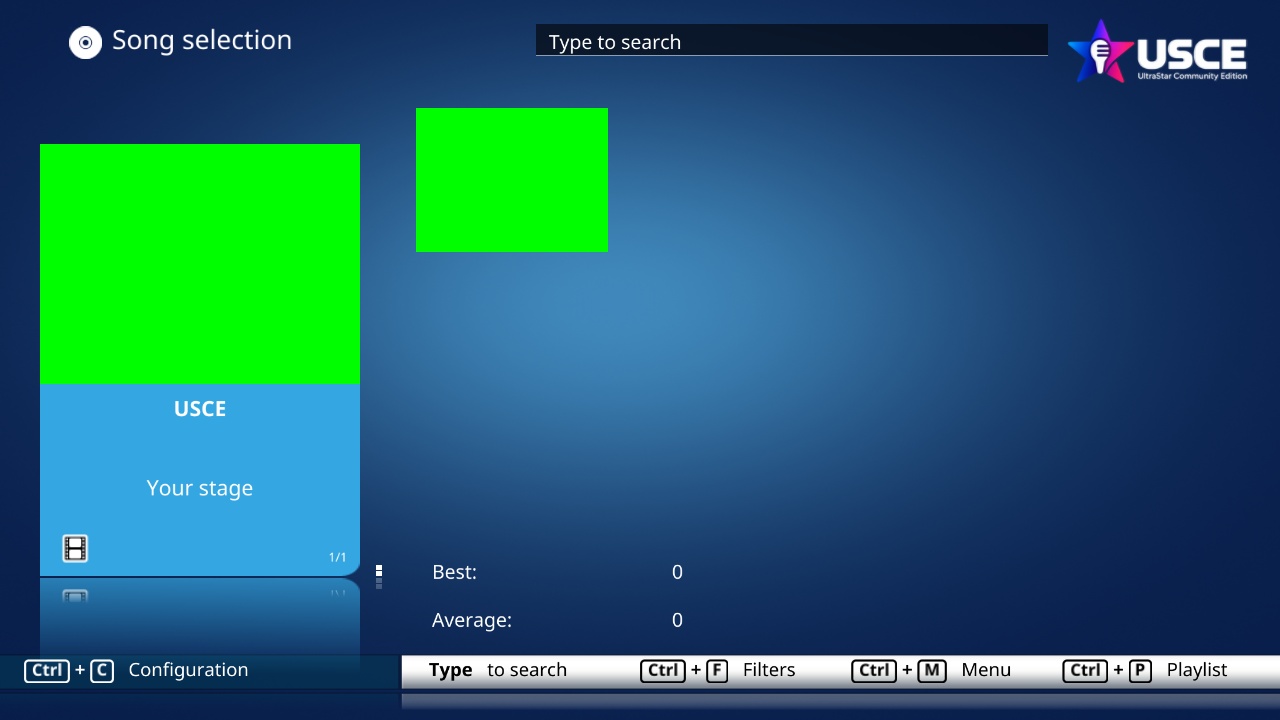 Song selection
Type to search
USCE
UltraStar Community Edition
USCE
Your stage
1/1
Best: 0
Average: 0
Ctrl + C Configuration
Type to search
Ctrl + F Filters
Ctrl + M Menu
Ctrl + P Playlist